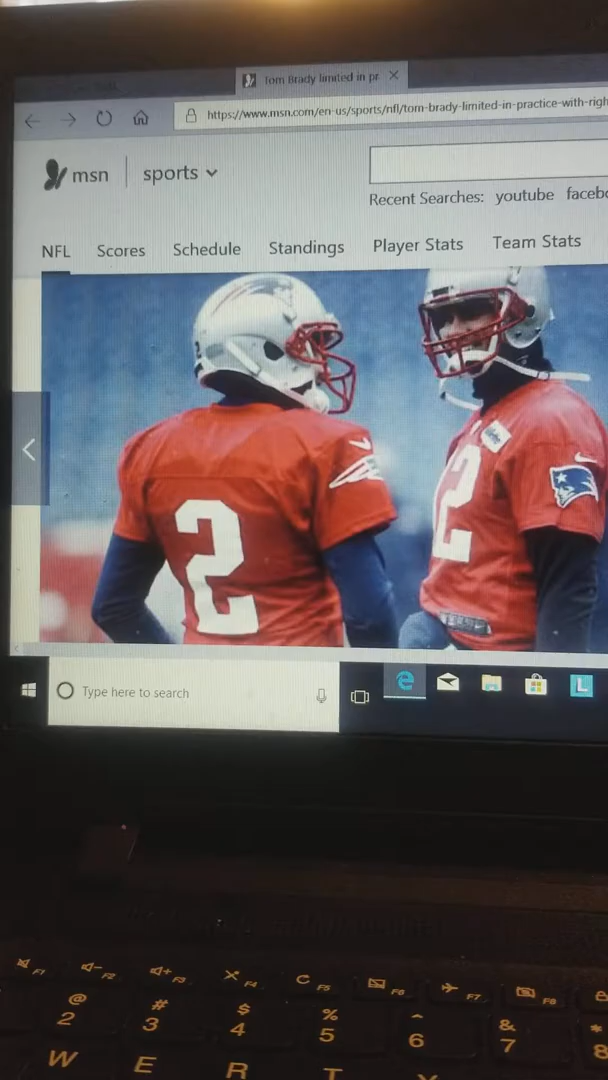 Tom Brady limited in pr
https://www.msn.com/en-us/sports/nfl/tom-brady-limited-in-practice-with-righ
msn sports
Recent Searches: youtube facebo
NFL Scores Schedule Standings Player Stats Team Stats
2
12
Type here to search
e L
F1 F2 F3 F4 F5 F6 F7 F8
@ # $ % ^ & *
2 3 4 5 6 7 8
W E R T